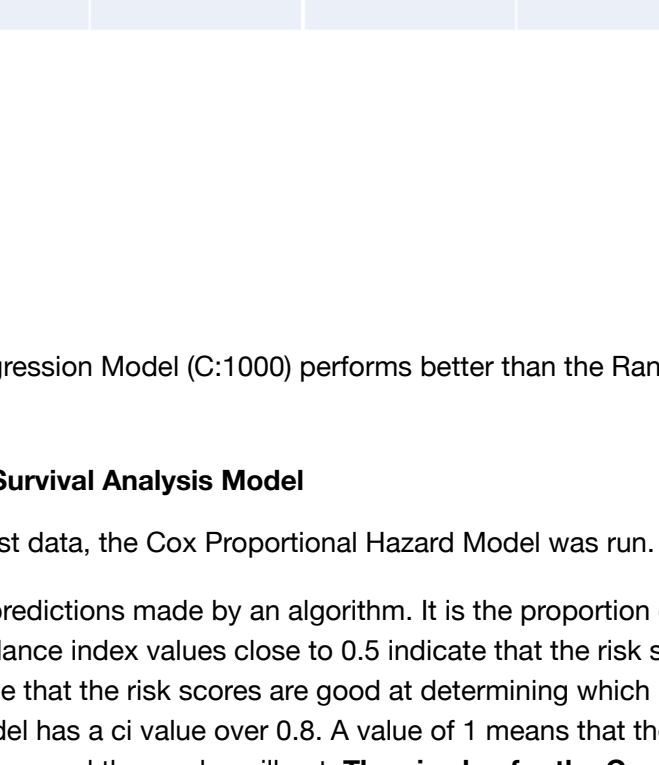 gression Model (C:1000) performs better than the Ran
Survival Analysis Model
st data, the Cox Proportional Hazard Model was run.
predictions made by an algorithm. It is the proportion
dance index values close to 0.5 indicate that the risk s
e that the risk scores are good at determining which
del has a ci value over 0.8. A value of 1 means that the